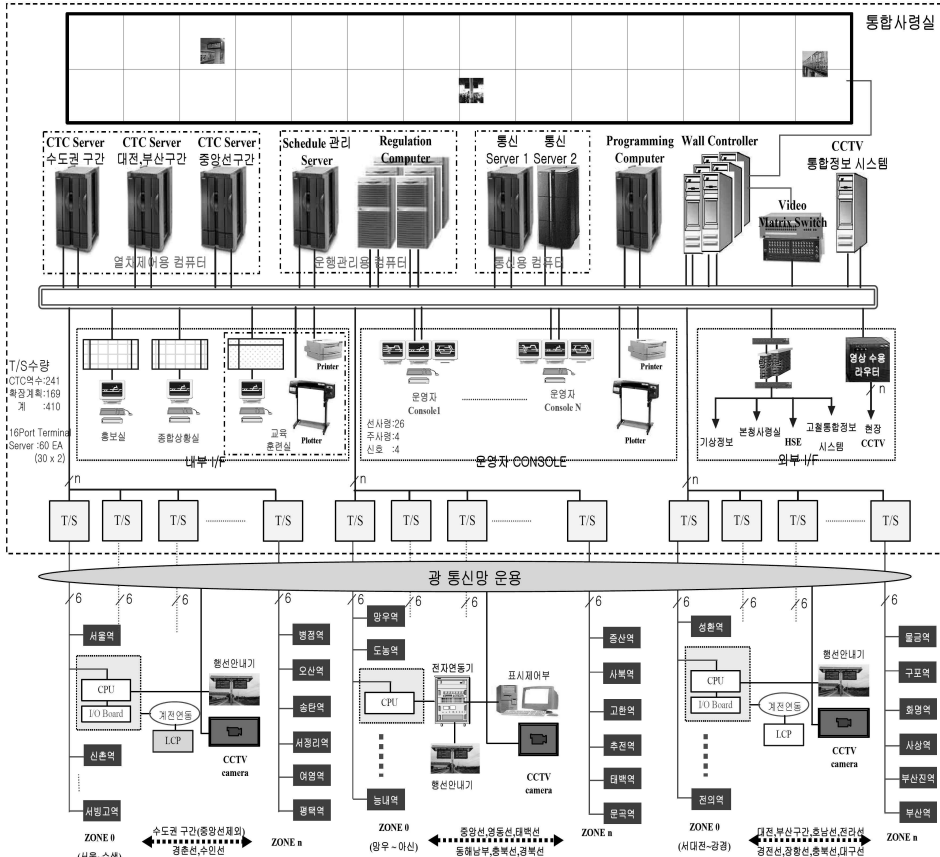 통합사령실
CTC Server
수도권 구간
CTC Server
대전,부산구간
CTC Server
중앙선구간
열차제어용 컴퓨터
Schedule 관리
Server
Regulation
Computer
운행관리용 컴퓨터
통신
Server 1
통신
Server 2
통신용 컴퓨터
Programming
Computer
Wall Controller
Video
Matrix Switch
CCTV
통합정보 시스템
T/S수량
CTC역수:241
확장계획:169
계 :410
16Port Terminal
Server :60 EA
(30 x 2)
홍보실
종합상황실
교육
훈련실
Printer
Plotter
내부 I/F
운영자
Console1
운영자
Console N
선사령:26
주사령:4
신호 :4
Printer
Plotter
운영자 CONSOLE
영상 수용
라우터
n
기상정보
본청사령실
HSE
고철통합정보
시스템
현장
CCTV
외부 I/F
n
n
n
T/S
T/S
T/S
T/S
T/S
T/S
T/S
T/S
T/S
T/S
T/S
T/S
광 통신망 운용
6
6
6
6
6
6
6
6
6
6
6
6
서울역
CPU
I/O Board
계전연동
LCP
행선안내기
CCTV
camera
신촌역
서빙고역
병점역
오산역
송탄역
서정리역
여염역
평택역
ZONE 0
수도권 구간(중앙선제외)
경춘선,수인선
ZONE n
망우역
도농역
CPU
전자연동기
표시제어부
행선안내기
CCTV
camera
능내역
증산역
사북역
고한역
추전역
태백역
문곡역
ZONE 0
(망우 ~ 아신)
중앙선,영동선,태백선
동해남부,충북선,경북선
ZONE n
성환역
CPU
I/O Board
계전연동
LCP
행선안내기
CCTV
camera
전의역
물금역
구포역
화명역
사상역
부산진역
부산역
ZONE 0
(서대전~강경)
대전,부산구간,호남선,전라선
경전선,장항선,충북선,대구선
ZONE n